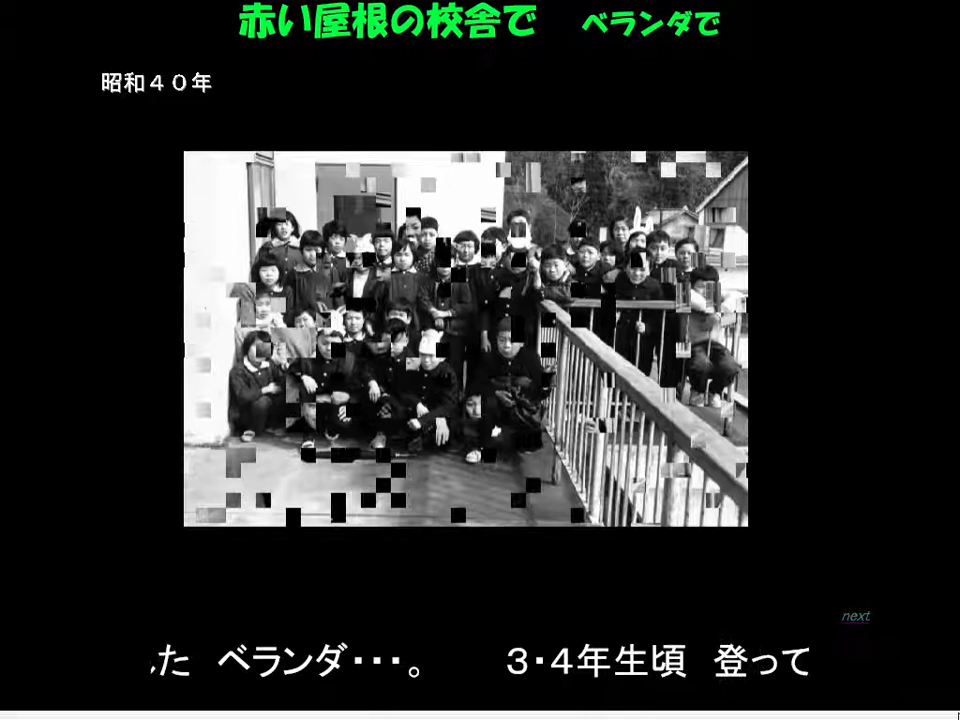 赤い屋根の校舎で　ベランダで
昭和４０年
next
た　ベランダ・・・。　３・４年生頃　登って